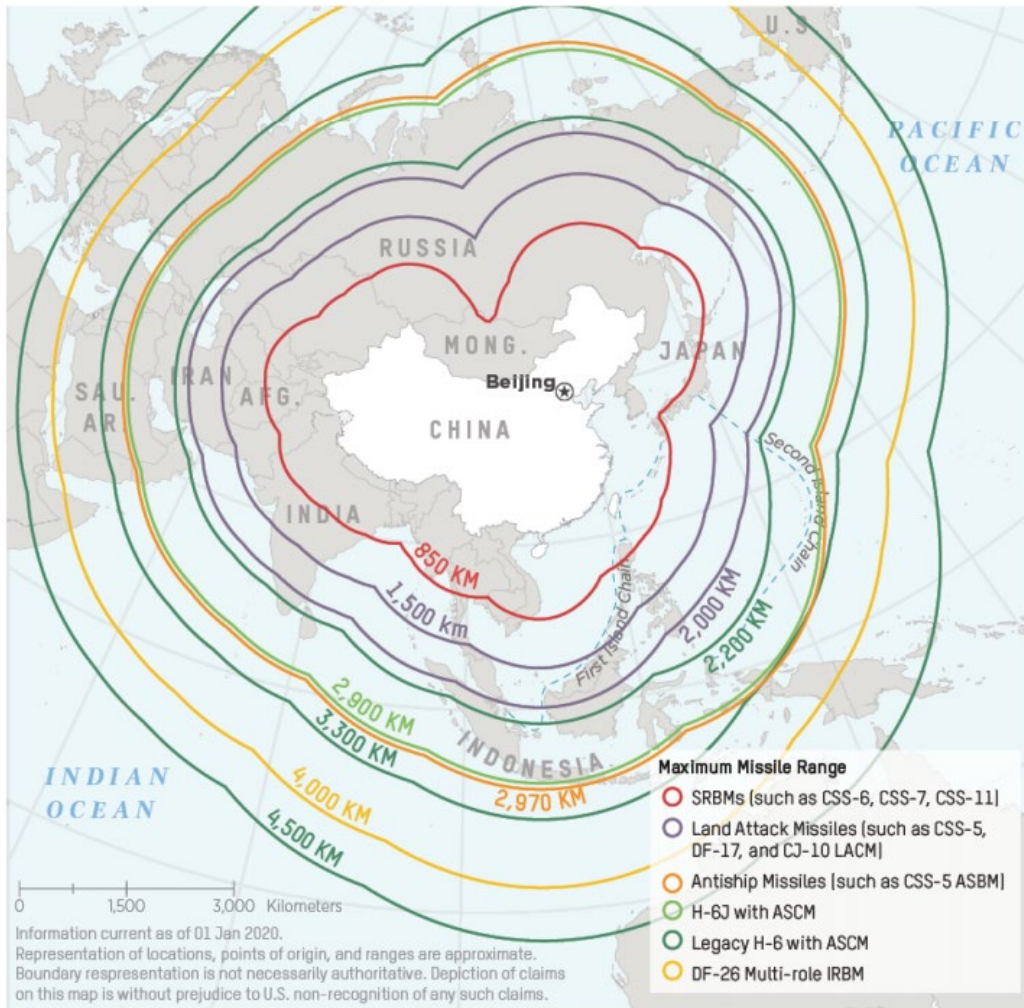 U.S
PACIFIC
OCEAN
RUSSIA
MONG.
JAPAN
Beijing
IRAN
SAU.
AR.
AFG.
CHINA
Second Island Chain
INDIA
850 KM
1,500 km
First Island Chain
2,000 KM
2,200 KM
2,900 KM
3,300 KM
INDONESIA
2,970 KM
INDIAN
OCEAN
4,000 KM
4,500 KM
Maximum Missile Range
SRBMs (such as CSS-6, CSS-7, CSS-11)
Land Attack Missiles (such as CSS-5,
DF-17, and CJ-10 LACM)
Antiship Missiles (such as CSS-5 ASBM)
H-6J with ASCM
Legacy H-6 with ASCM
DF-26 Multi-role IRBM
0 1,500 3,000 Kilometers
Information current as of 01 Jan 2020.
Representation of locations, points of origin, and ranges are approximate.
Boundary respresentation is not necessarily authoritative. Depiction of claims
on this map is without prejudice to U.S. non-recognition of any such claims.